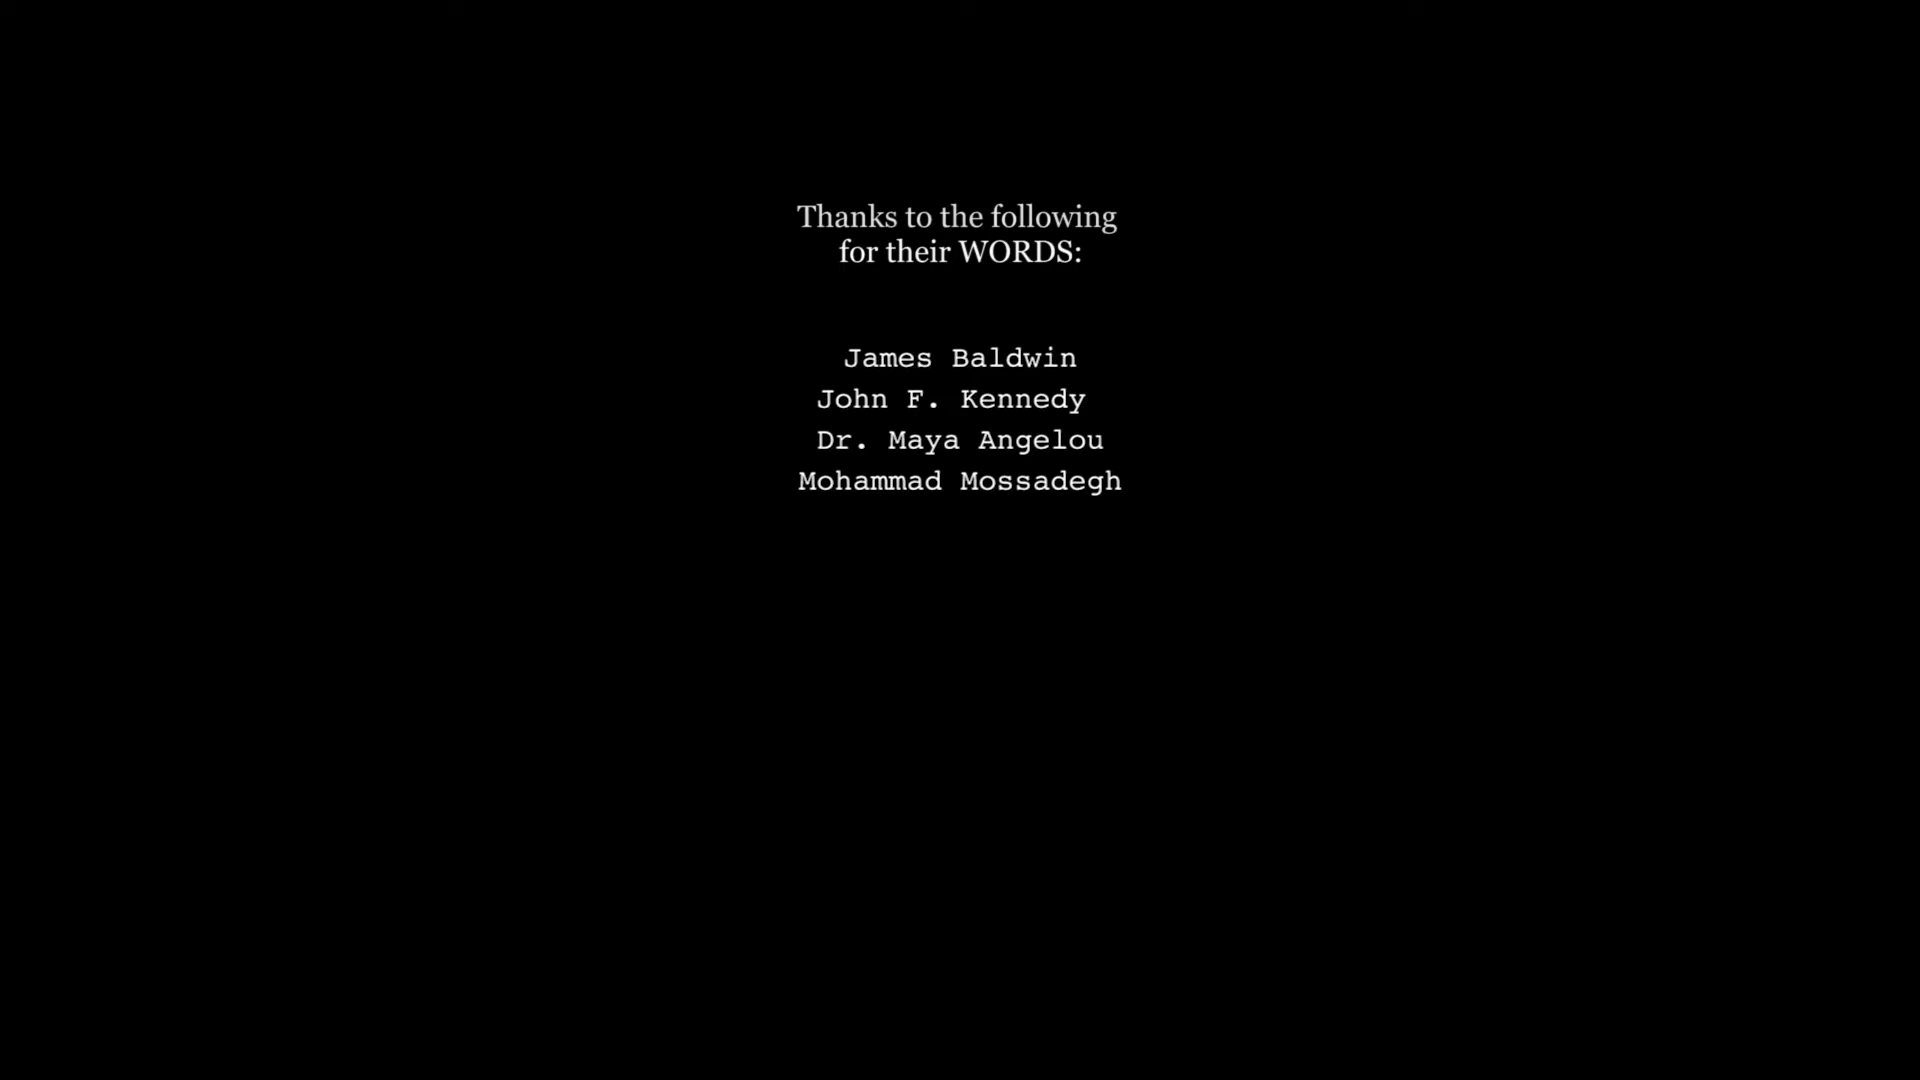 Thanks to the following
for their WORDS:
James Baldwin
John F. Kennedy
Dr. Maya Angelou
Mohammad Mossadegh